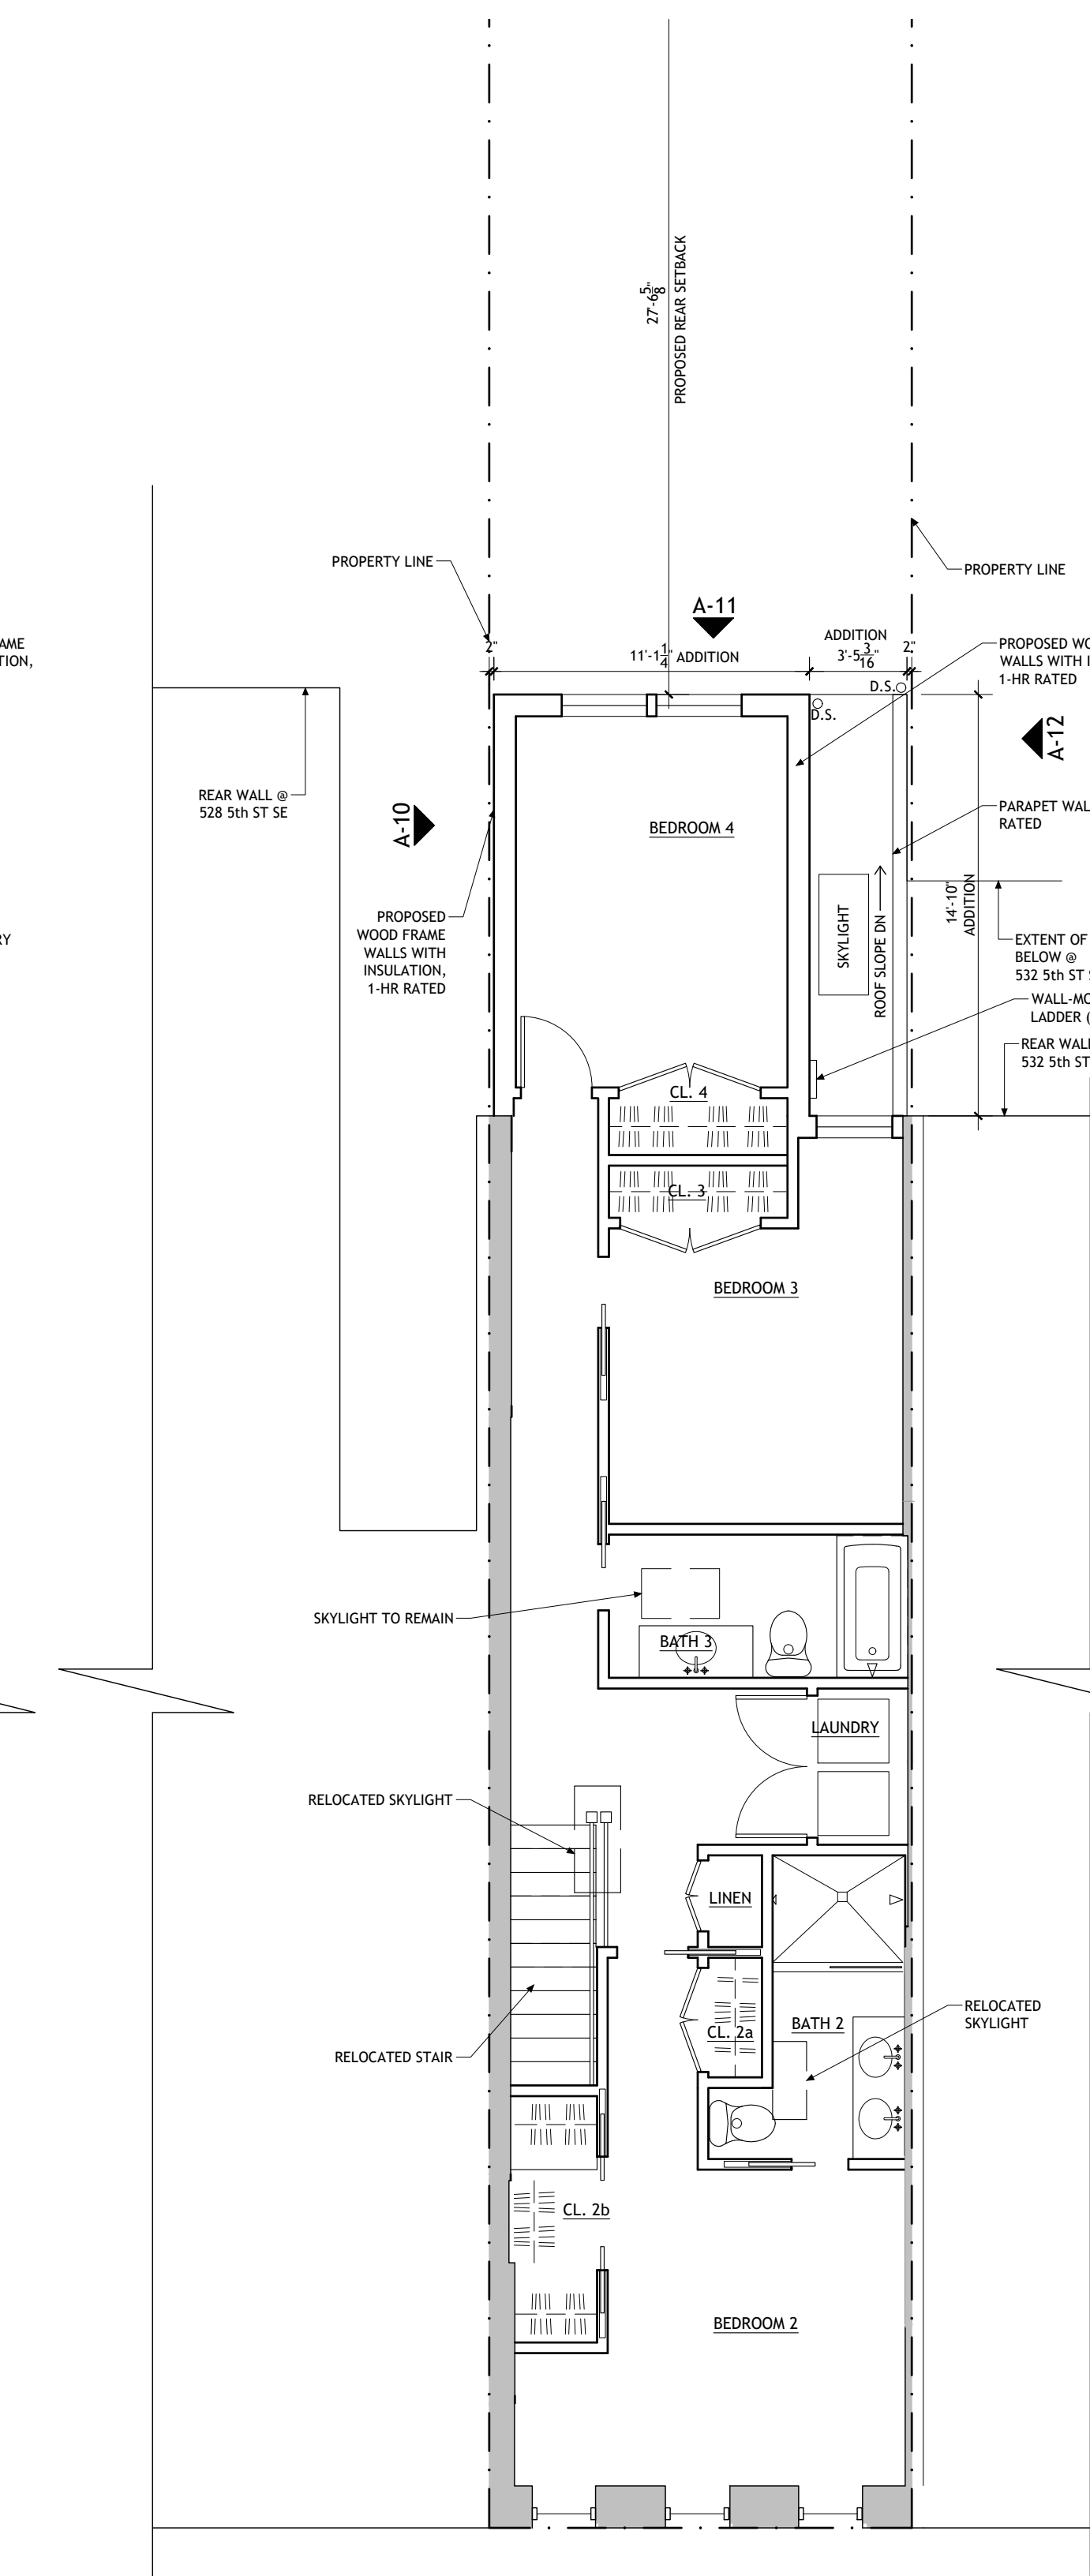 27'-6 5/8"
PROPOSED REAR SETBACK
PROPERTY LINE
PROPERTY LINE
A-11
AME
TION,
2"
11'-1 1/4" ADDITION
ADDITION
3'-5 3/16"
2"
PROPOSED WO
WALLS WITH I
1-HR RATED
D.S.
D.S.
A-12
REAR WALL @
528 5th ST SE
A-10
BEDROOM 4
PARAPET WAL
RATED
14'-10"
ADDITION
SKYLIGHT
ROOF SLOPE DN
PROPOSED
WOOD FRAME
WALLS WITH
INSULATION,
1-HR RATED
RY
EXTENT OF
BELOW @
532 5th ST S
WALL-MO
LADDER (
REAR WALL
532 5th ST
CL. 4
CL. 3
BEDROOM 3
SKYLIGHT TO REMAIN
BATH 3
LAUNDRY
RELOCATED SKYLIGHT
LINEN
RELOCATED
SKYLIGHT
BATH 2
CL. 2a
RELOCATED STAIR
CL. 2b
BEDROOM 2